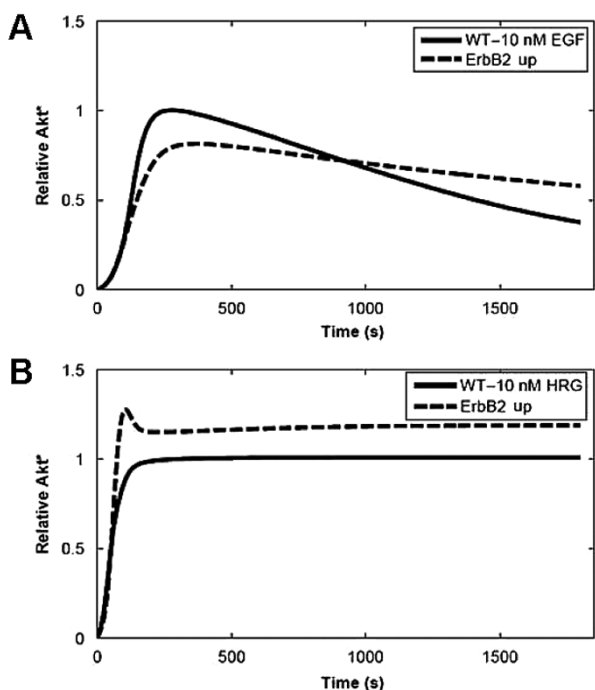 A
1.5
WT–10 nM EGF
ErbB2 up
1
Relative Akt*
0.5
0
0 500 1000 1500
Time (s)
B
1.5
WT–10 nM HRG
ErbB2 up
1
Relative Akt*
0.5
0
0 500 1000 1500
Time (s)